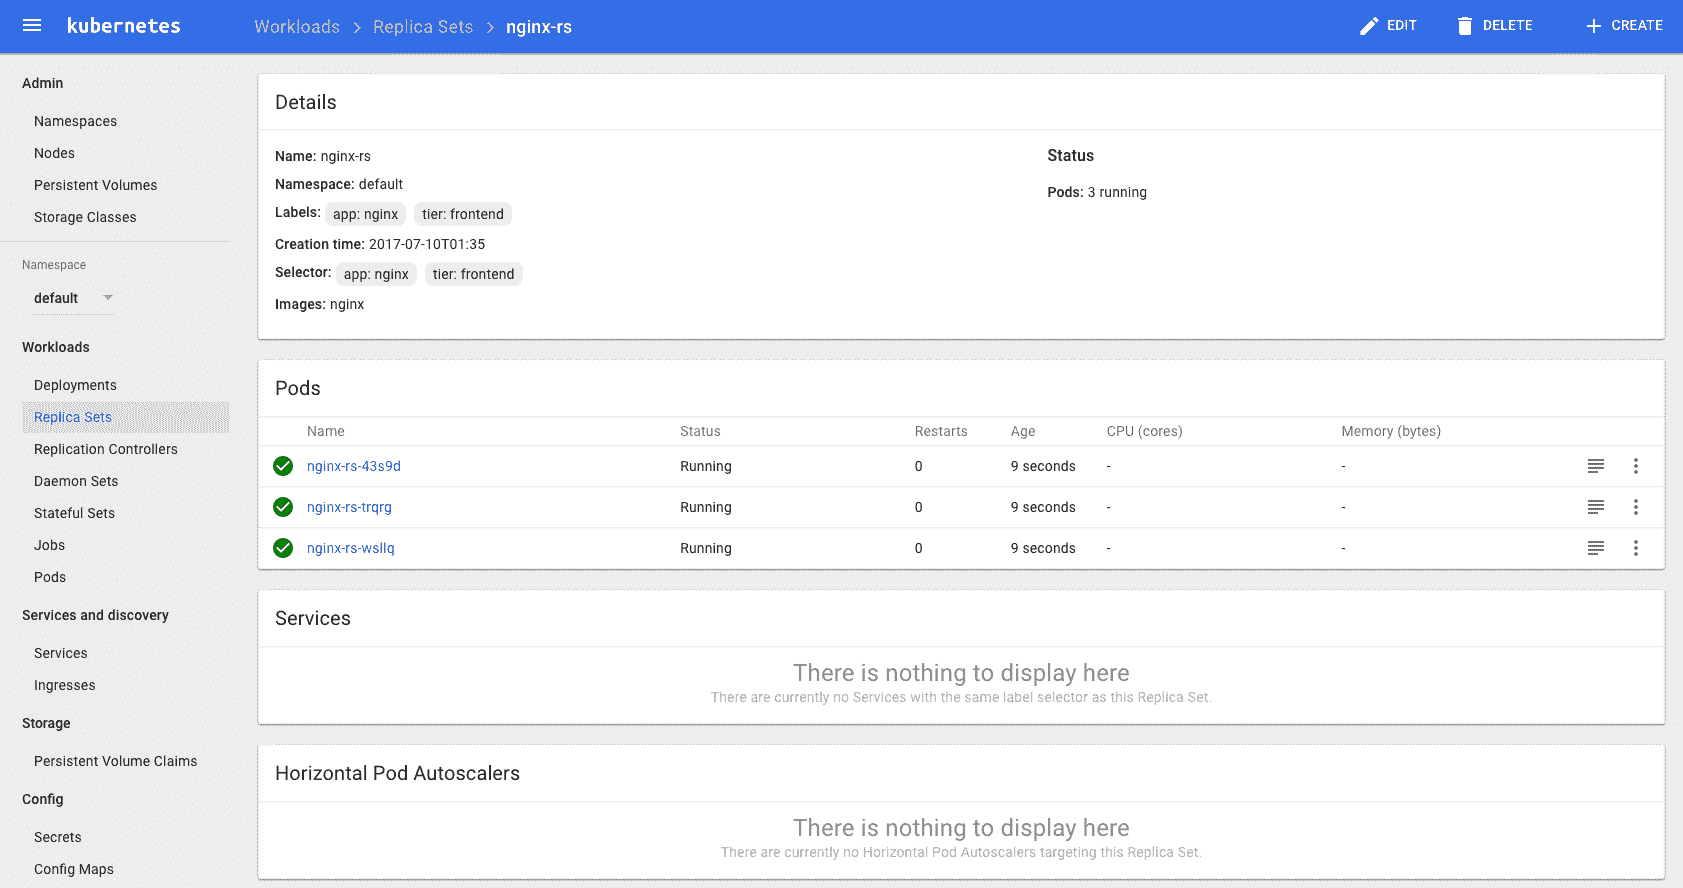 kubernetes
Workloads > Replica Sets > nginx-rs
EDIT
DELETE
+ CREATE
Admin
Namespaces
Nodes
Persistent Volumes
Storage Classes
Namespace
default
Workloads
Deployments
Replica Sets
Replication Controllers
Daemon Sets
Stateful Sets
Jobs
Pods
Services and discovery
Services
Ingresses
Storage
Persistent Volume Claims
Config
Secrets
Config Maps
Details
Name: nginx-rs
Namespace: default
Labels: app: nginx tier: frontend
Creation time: 2017-07-10T01:35
Selector: app: nginx tier: frontend
Images: nginx
Status
Pods: 3 running
Pods
Name Status Restarts Age CPU (cores) Memory (bytes)
nginx-rs-43s9d Running 0 9 seconds - -
nginx-rs-trqrg Running 0 9 seconds - -
nginx-rs-wsllq Running 0 9 seconds - -
Services
There is nothing to display here
There are currently no Services with the same label selector as this Replica Set.
Horizontal Pod Autoscalers
There is nothing to display here
There are currently no Horizontal Pod Autoscalers targeting this Replica Set.